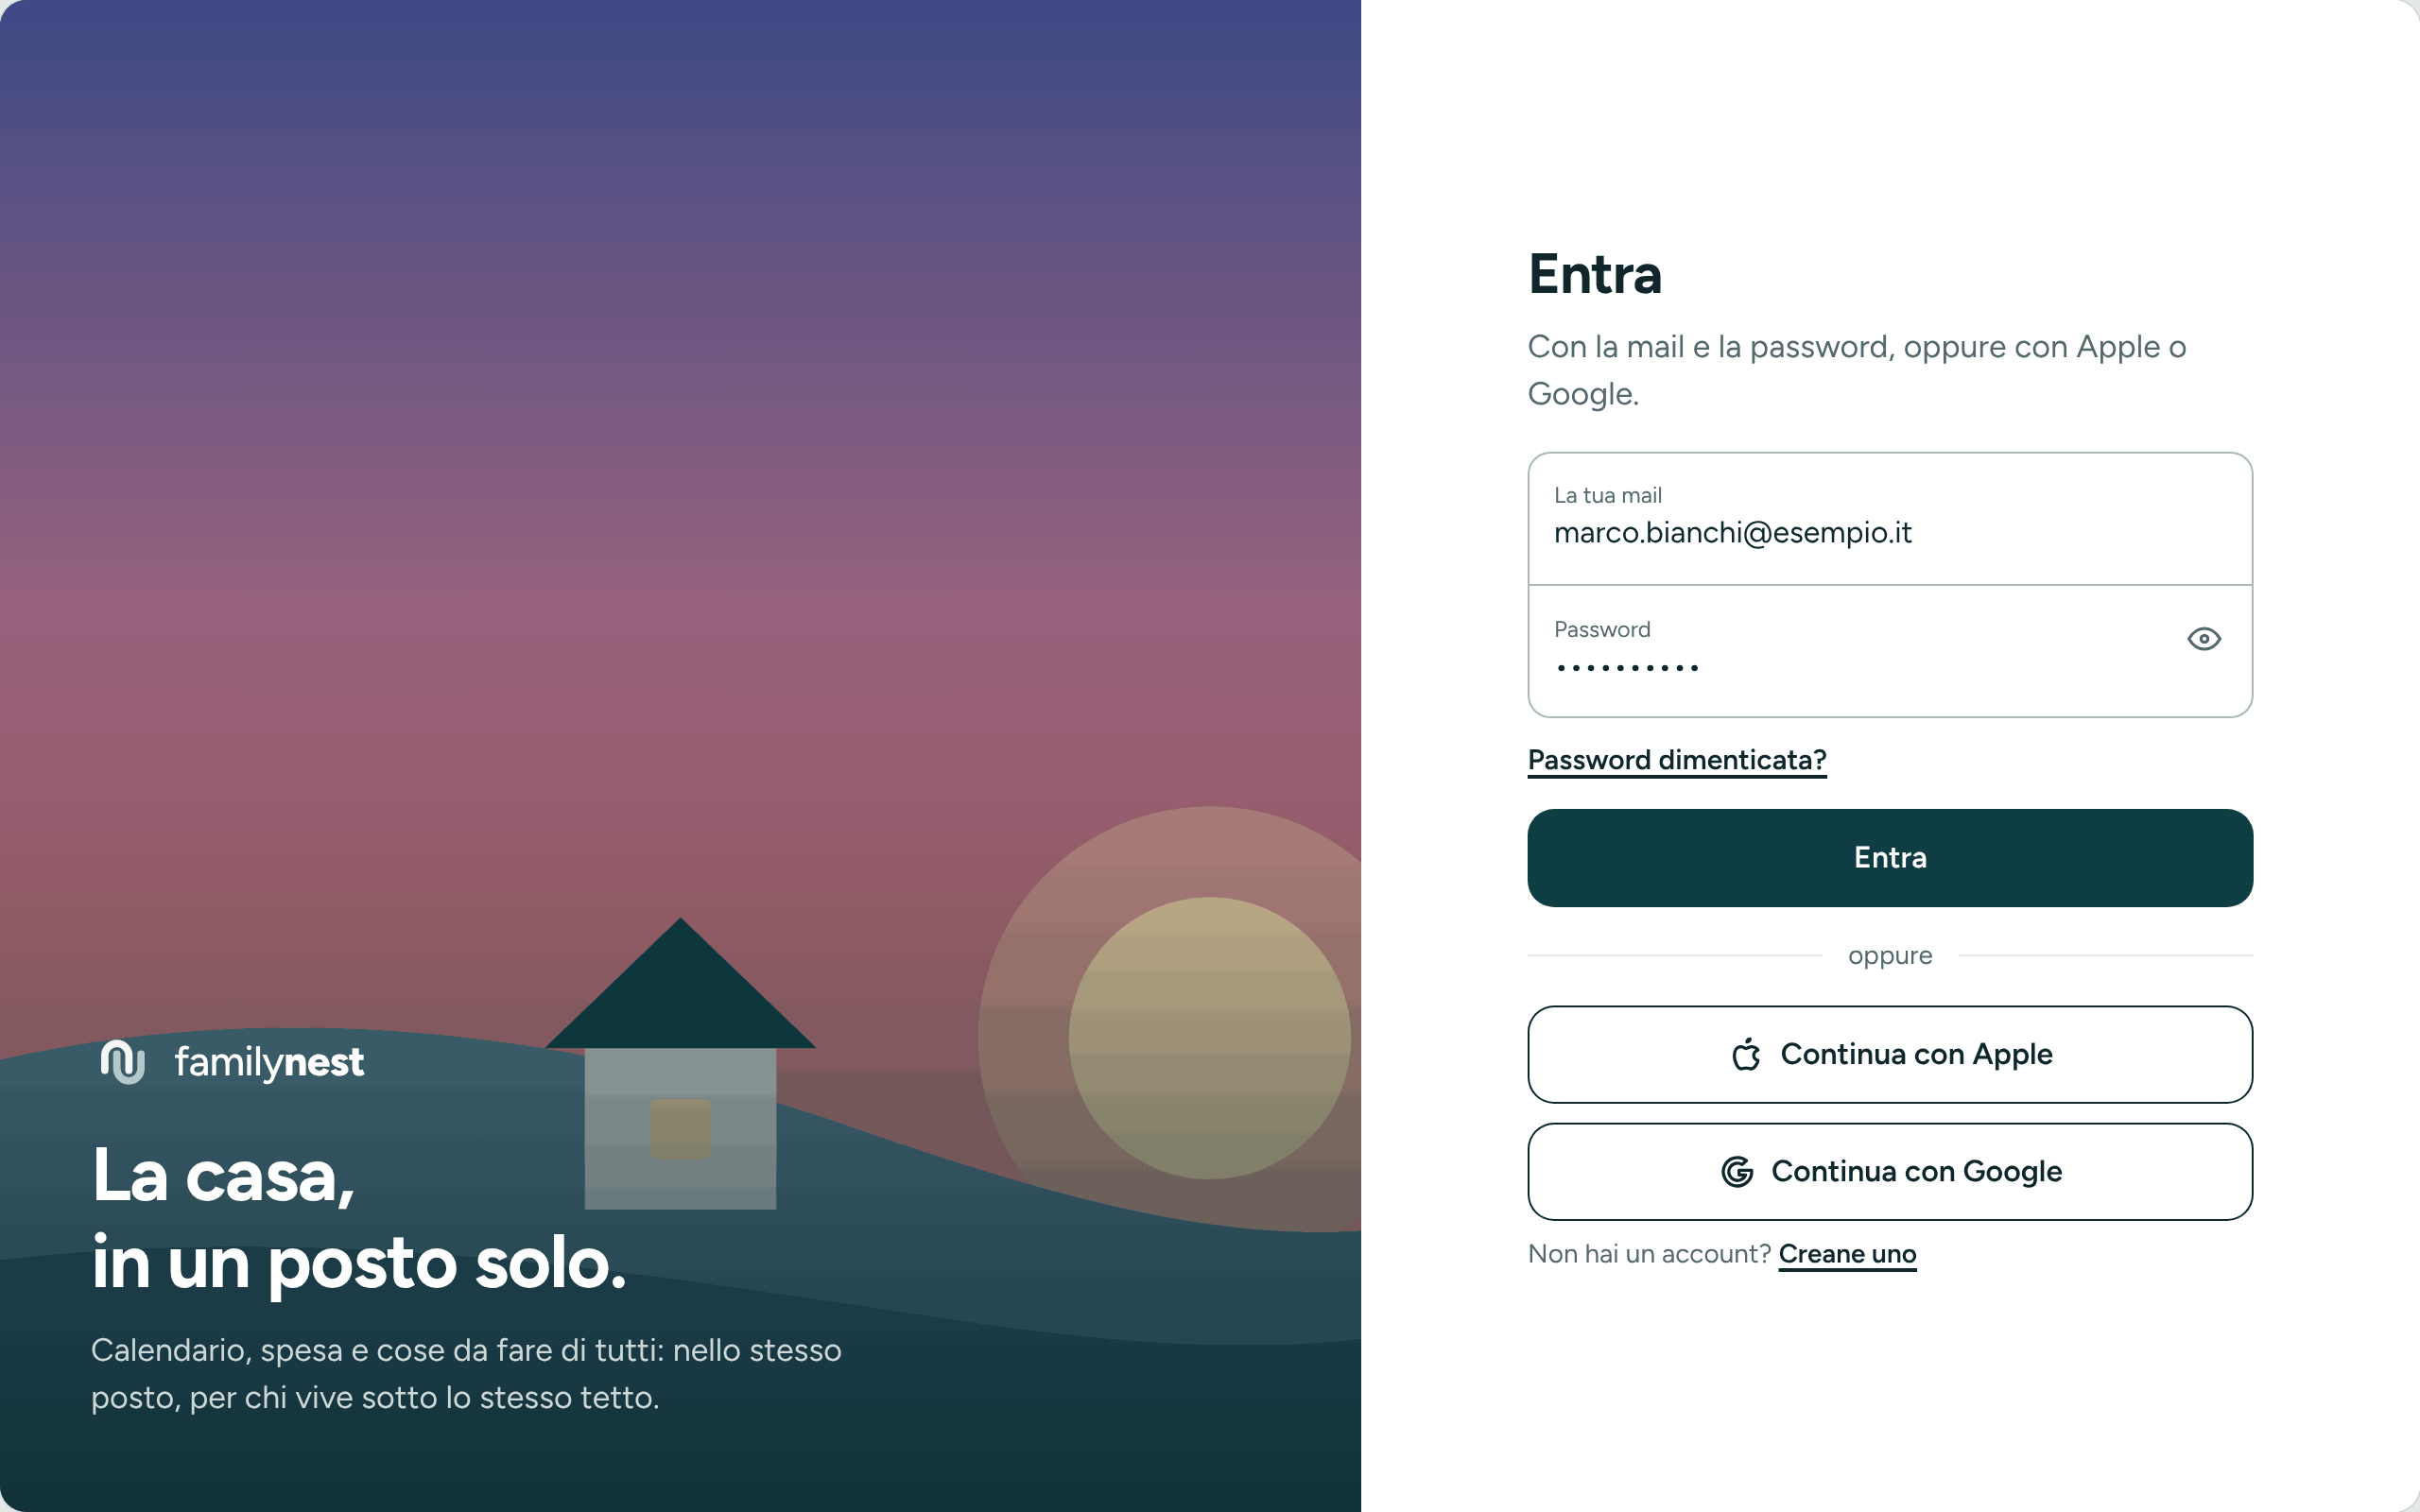 familynest
La casa,
in un posto solo.
Calendario, spesa e cose da fare di tutti: nello stesso
posto, per chi vive sotto lo stesso tetto.
Entra
Con la mail e la password, oppure con Apple o
Google.
La tua mail
marco.bianchi@esempio.it
Password
••••••••••
Password dimenticata?
Entra
oppure
Continua con Apple
Continua con Google
Non hai un account? Creane uno